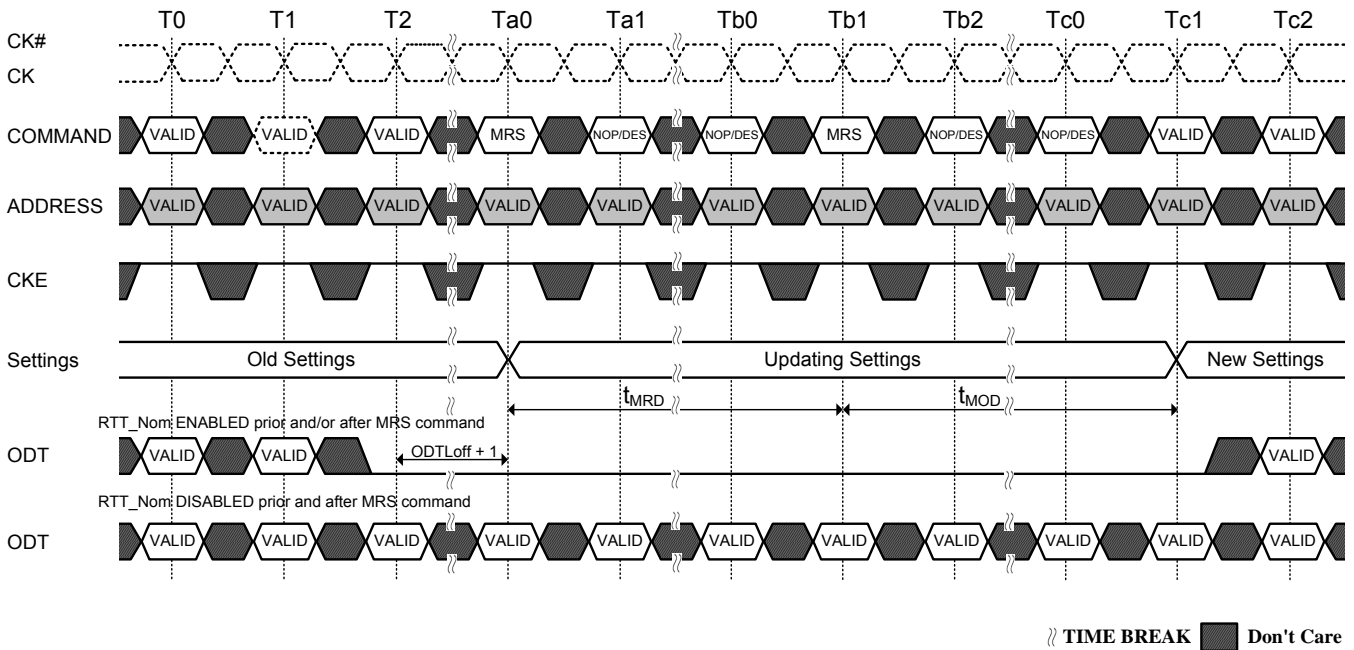 T0 T1 T2 Ta0 Ta1 Tb0 Tb1 Tb2 Tc0 Tc1 Tc2
CK#
CK
COMMAND VALID VALID VALID MRS NOP/DES NOP/DES MRS NOP/DES NOP/DES VALID VALID
ADDRESS VALID VALID VALID VALID VALID VALID VALID VALID VALID VALID VALID
CKE
Settings Old Settings Updating Settings New Settings
tMRD tMOD
RTT_Nom ENABLED prior and/or after MRS command
ODT VALID VALID ODTLoff + 1 VALID
RTT_Nom DISABLED prior and after MRS command
ODT VALID VALID VALID VALID VALID VALID VALID VALID VALID VALID VALID
TIME BREAK Don't Care